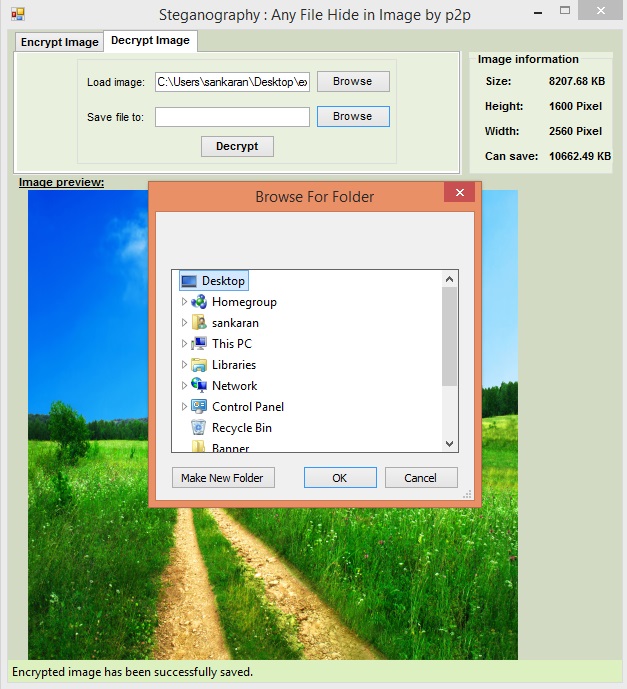 Steganography : Any File Hide in Image by p2p
Encrypt Image
Decrypt Image
Load image:
C:\Users\sankaran\Desktop\ex
Browse
Save file to:
Browse
Decrypt
Image information
Size: 8207.68 KB
Height: 1600 Pixel
Width: 2560 Pixel
Can save: 10662.49 KB
Image preview:
Browse For Folder
Desktop
Homegroup
sankaran
This PC
Libraries
Network
Control Panel
Recycle Bin
Banner
Make New Folder
OK
Cancel
Encrypted image has been successfully saved.